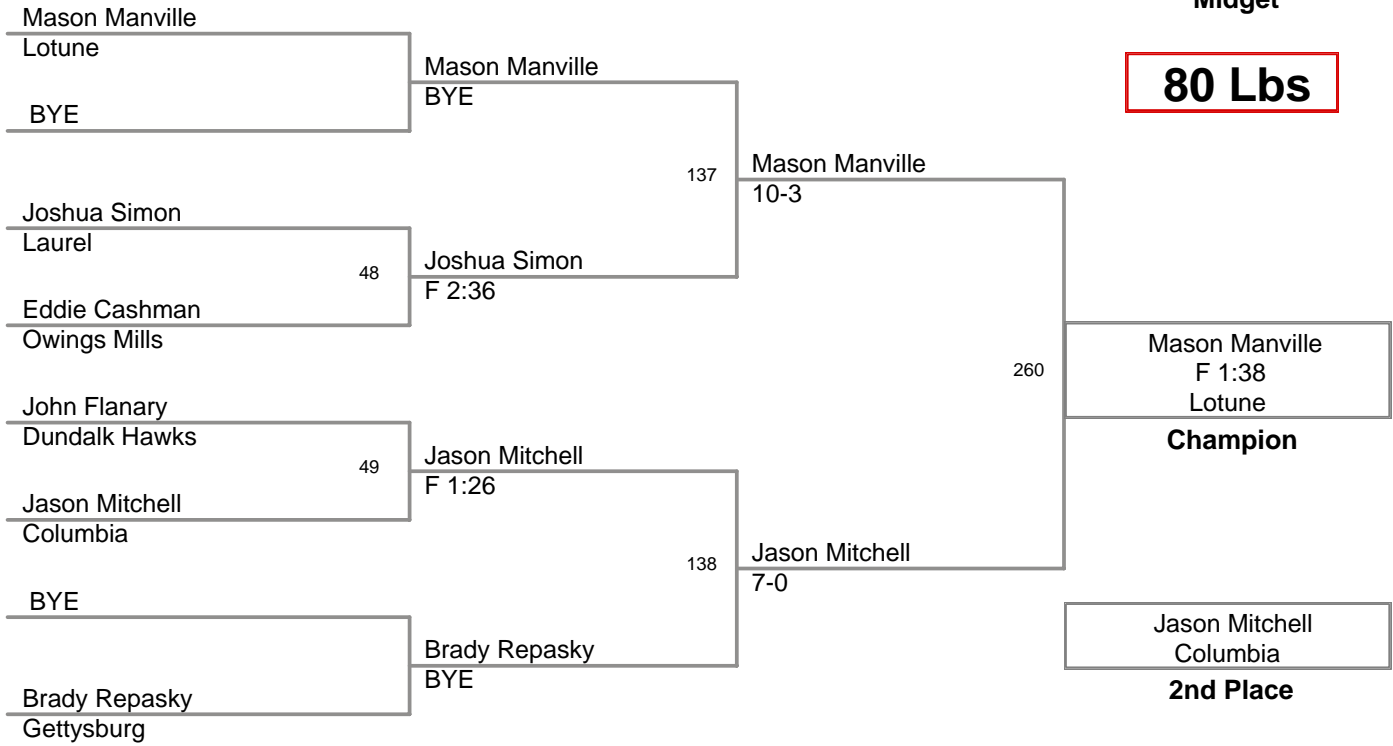 Midget
80 Lbs
Mason Manville
Lotune
BYE
Joshua Simon
Laurel
48
Eddie Cashman
Owings Mills
John Flanary
Dundalk Hawks
49
Jason Mitchell
Columbia
BYE
Brady Repasky
Gettysburg
Mason Manville
BYE
137
Joshua Simon
F 2:36
Jason Mitchell
F 1:26
138
Brady Repasky
BYE
Mason Manville
10-3
260
Jason Mitchell
7-0
Mason Manville
F 1:38
Lotune
Champion
Jason Mitchell
Columbia
2nd Place